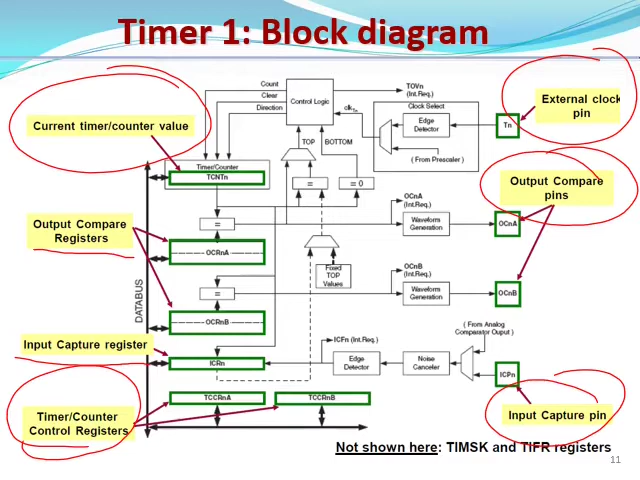 Timer 1: Block diagram
Count
Clear
Direction
Control Logic
TOVn
(Int.Req.)
clkTn
Clock Select
Edge
Detector
( From Prescaler )
Tn
External clock
pin
Current timer/counter value
TOP
BOTTOM
Timer/Counter
TCNTn
=
= 0
Output Compare
pins
OCnA
(Int.Req.)
Output Compare
Registers
=
Waveform
Generation
OCnA
OCRnA
Fixed
TOP
Values
DATABUS
OCnB
(Int.Req.)
=
Waveform
Generation
OCnB
OCRnB
( From Analog
Comparator Ouput )
Input Capture register
ICFn (Int.Req.)
ICRn
Edge
Detector
Noise
Canceler
ICPn
TCCRnA
TCCRnB
Timer/Counter
Control Registers
Input Capture pin
Not shown here: TIMSK and TIFR registers
11